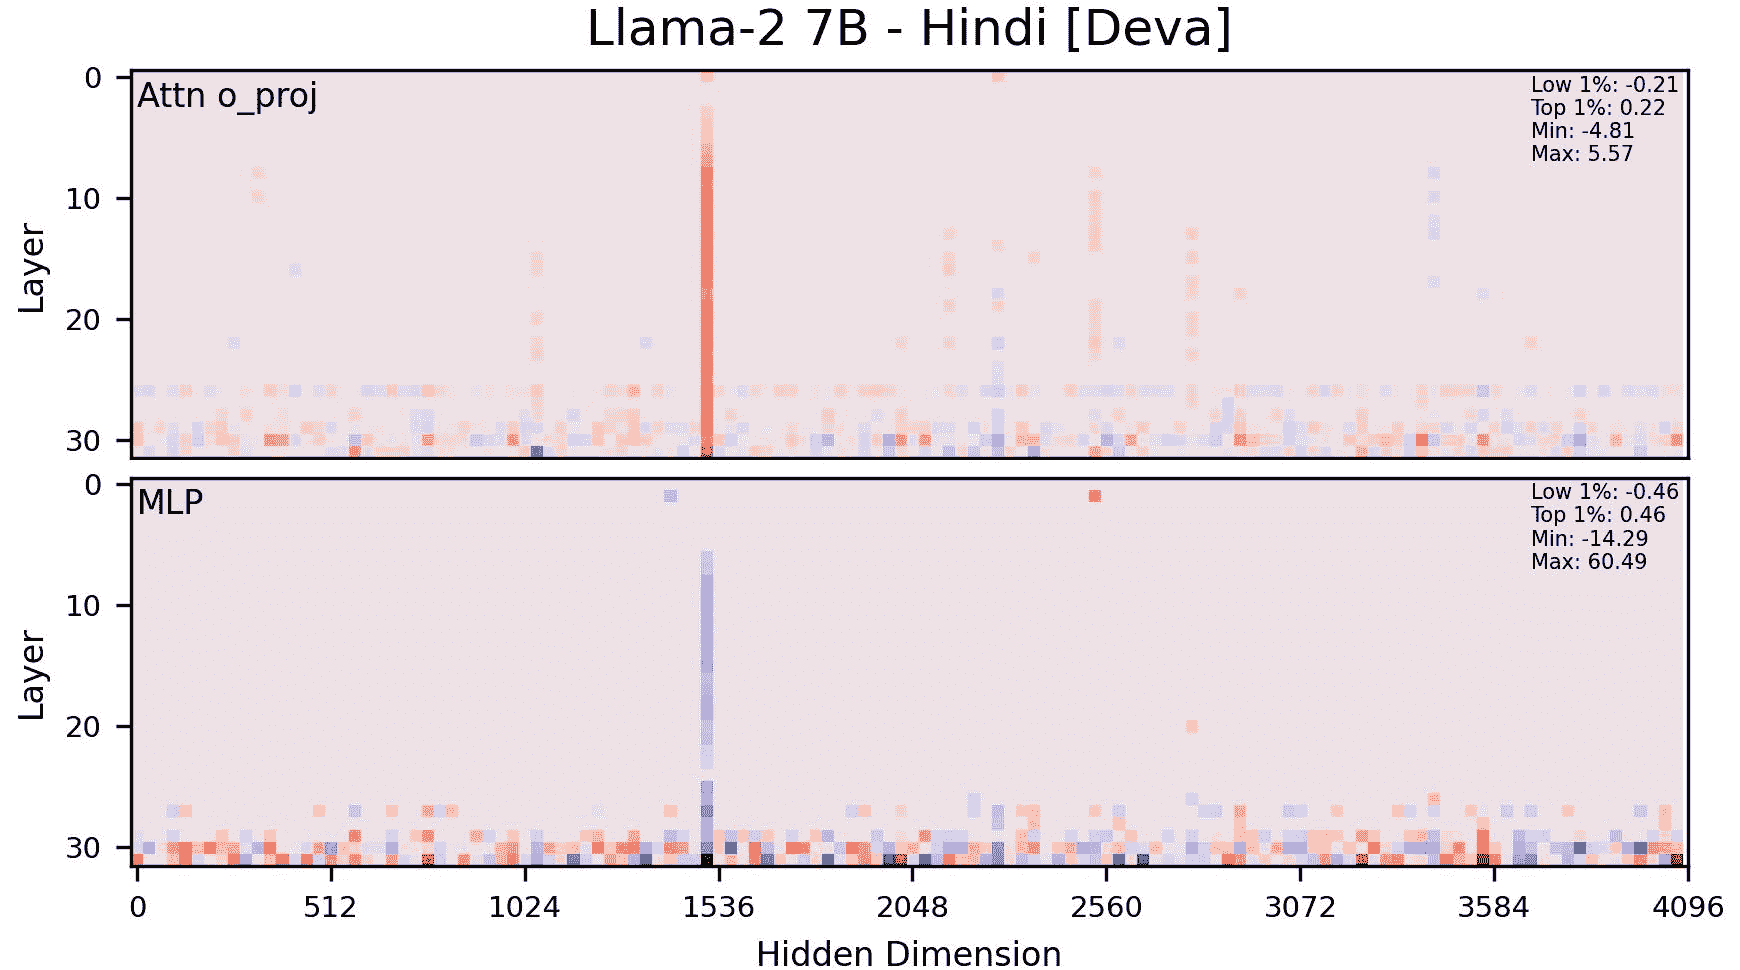 Llama-2 7B - Hindi [Deva]
Attn o_proj
Low 1%: -0.21
Top 1%: 0.22
Min: -4.81
Max: 5.57
0
10
20
30
Layer
MLP
Low 1%: -0.46
Top 1%: 0.46
Min: -14.29
Max: 60.49
0
10
20
30
Layer
0 512 1024 1536 2048 2560 3072 3584 4096
Hidden Dimension